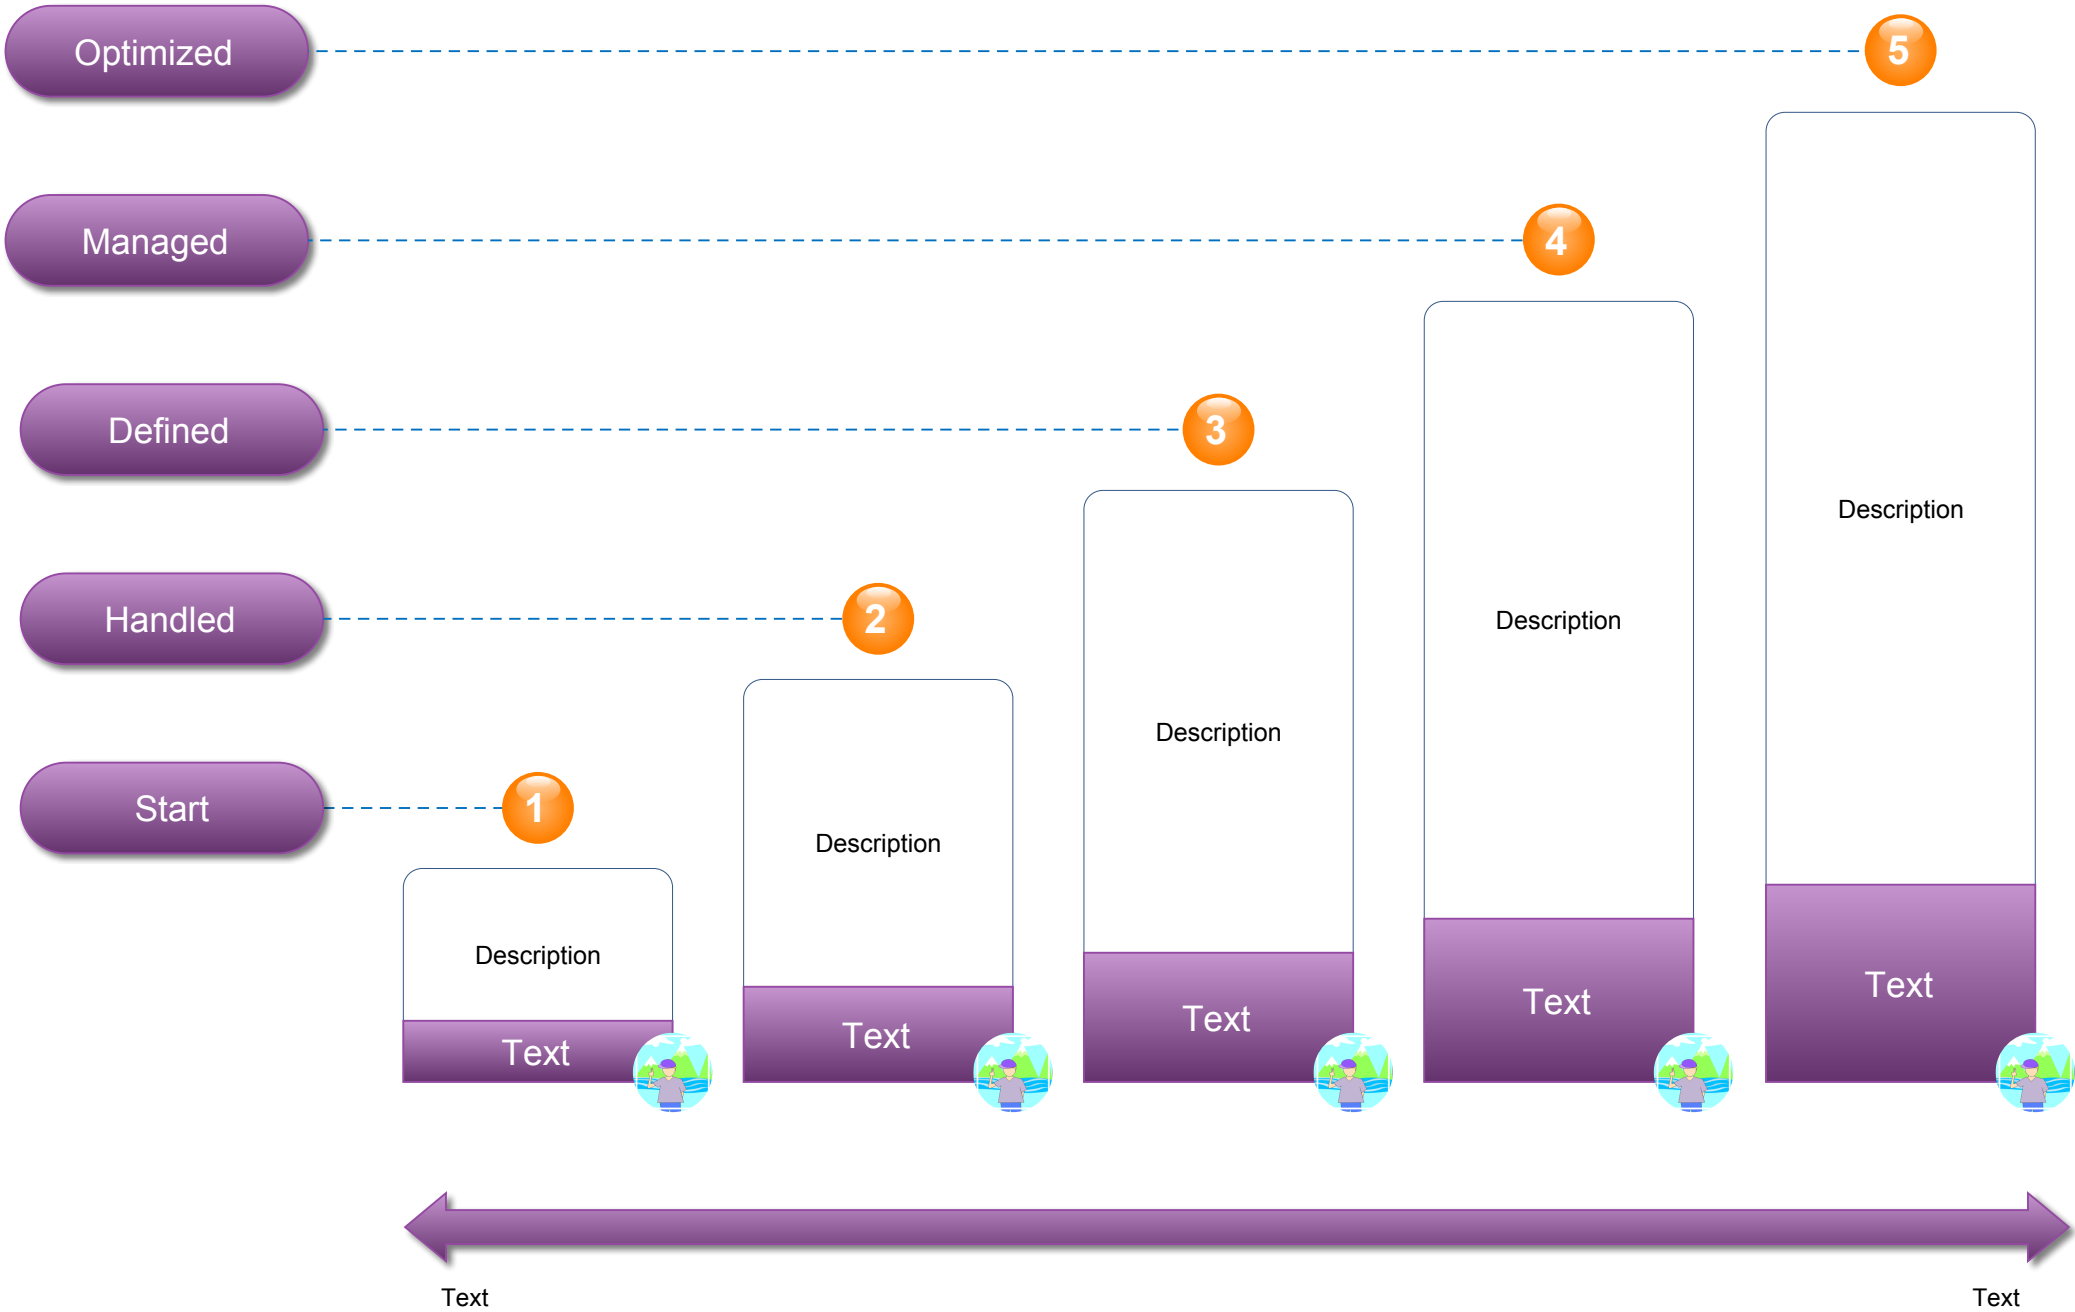 Optimized
5
Managed
4
Defined
3
Description
Handled
2
Description
Description
Start
1
Description
Description
Text
Text
Text
Text
Text
Text
Text